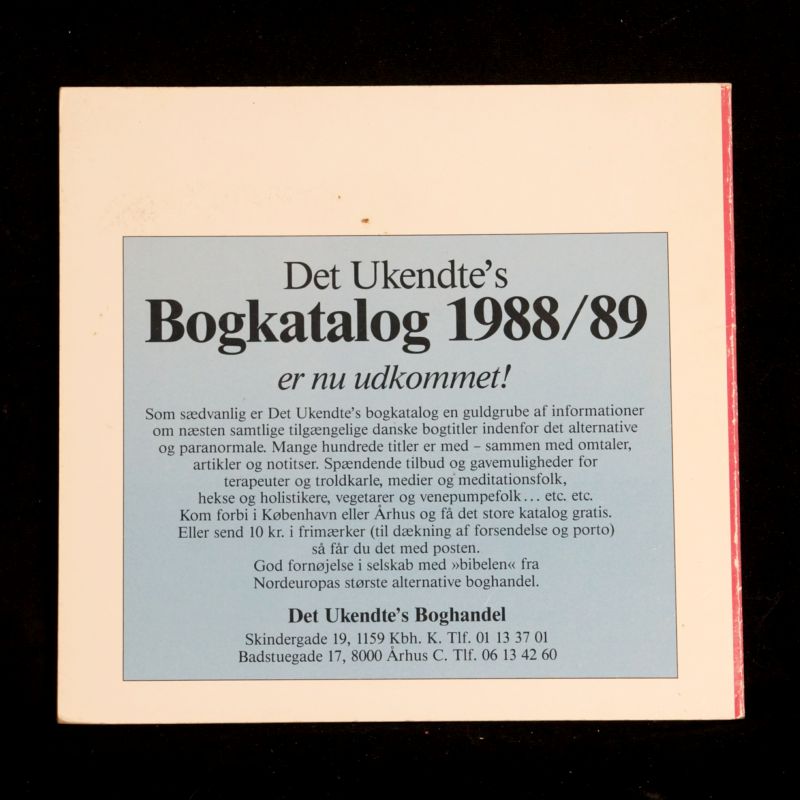 Det Ukendte's
Bogkatalog 1988/89
er nu udkommet!
Som sædvanlig er Det Ukendte's bogkatalog en guldgrube af informationer
om næsten samtlige tilgængelige danske bogtitler indenfor det alternative
og paranormale. Mange hundrede titler er med – sammen med omtaler,
artikler og notitser. Spændende tilbud og gavemuligheder for
terapeuter og troldkarle, medier og meditationsfolk,
hekse og holistikere, vegetarer og venepumpefolk... etc. etc.
Kom forbi i København eller Århus og få det store katalog gratis.
Eller send 10 kr. i frimærker (til dækning af forsendelse og porto)
så får du det med posten.
God fornøjelse i selskab med »bibelen« fra
Nordeuropas største alternative boghandel.
Det Ukendte's Boghandel
Skindergade 19, 1159 Kbh. K. Tlf. 01 13 37 01
Badstuegade 17, 8000 Århus C. Tlf. 06 13 42 60